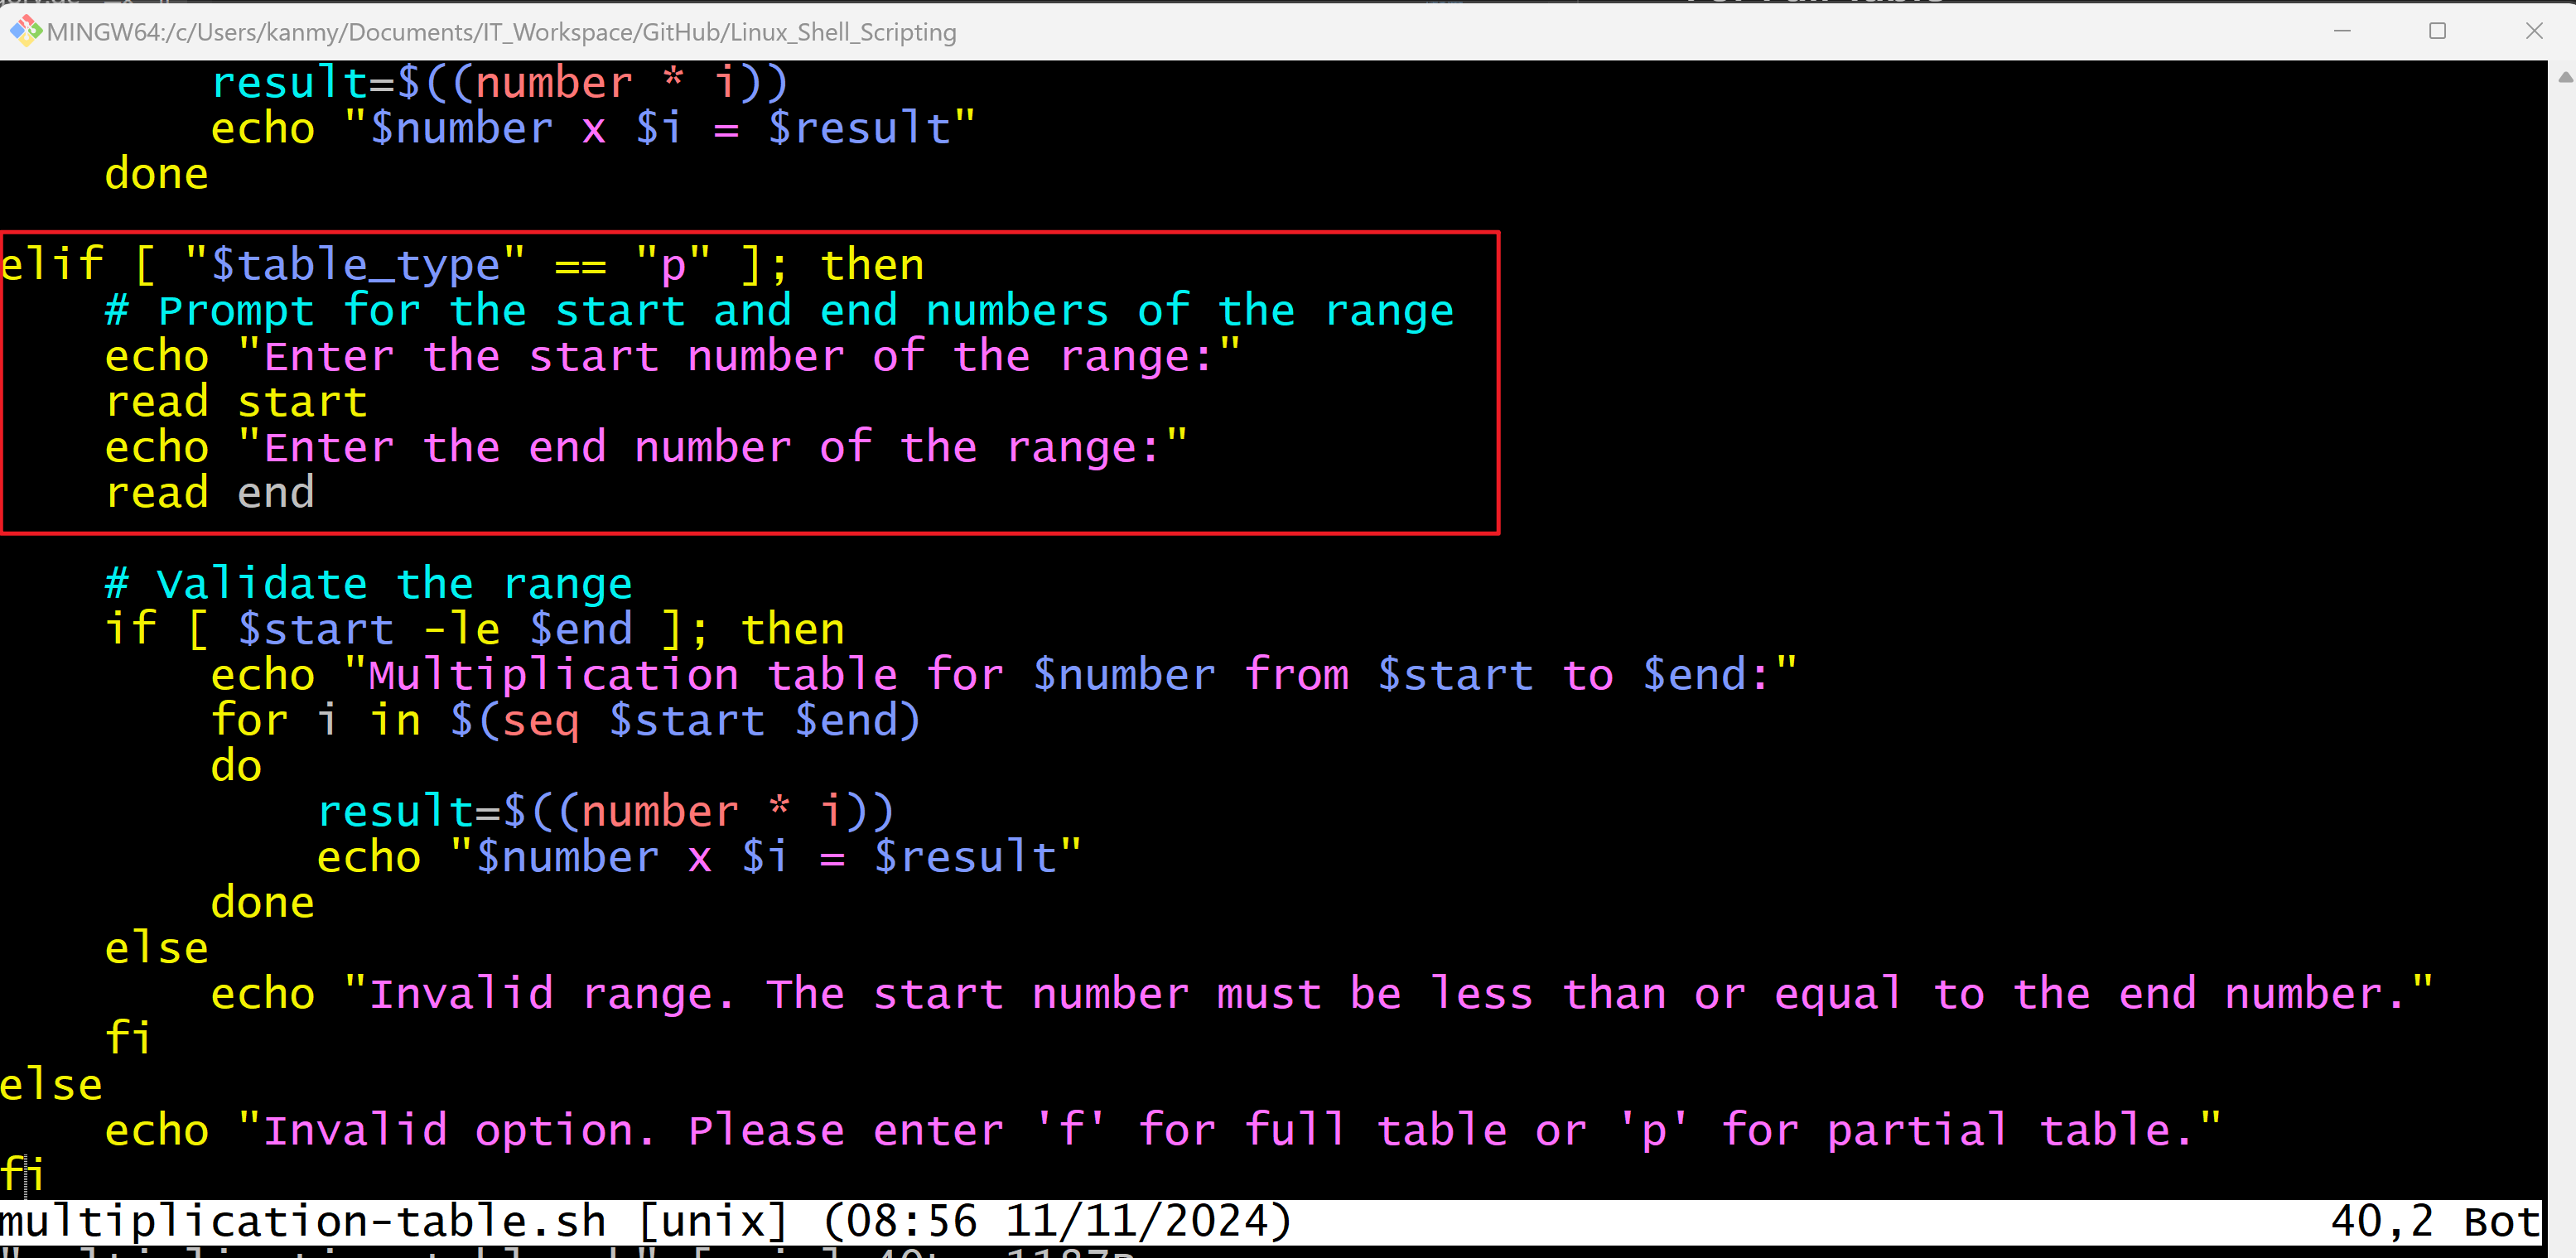 MINGW64:/c/Users/kanmy/Documents/IT_Workspace/GitHub/Linux_Shell_Scripting
        result=$((number * i))
        echo "$number x $i = $result"
    done
elif [ "$table_type" == "p" ]; then
    # Prompt for the start and end numbers of the range
    echo "Enter the start number of the range:"
    read start
    echo "Enter the end number of the range:"
    read end
    # Validate the range
    if [ $start -le $end ]; then
        echo "Multiplication table for $number from $start to $end:"
        for i in $(seq $start $end)
        do
            result=$((number * i))
            echo "$number x $i = $result"
        done
    else
        echo "Invalid range. The start number must be less than or equal to the end number."
    fi
else
    echo "Invalid option. Please enter 'f' for full table or 'p' for partial table."
fi
multiplication-table.sh [unix] (08:56 11/11/2024) 40,2 Bot